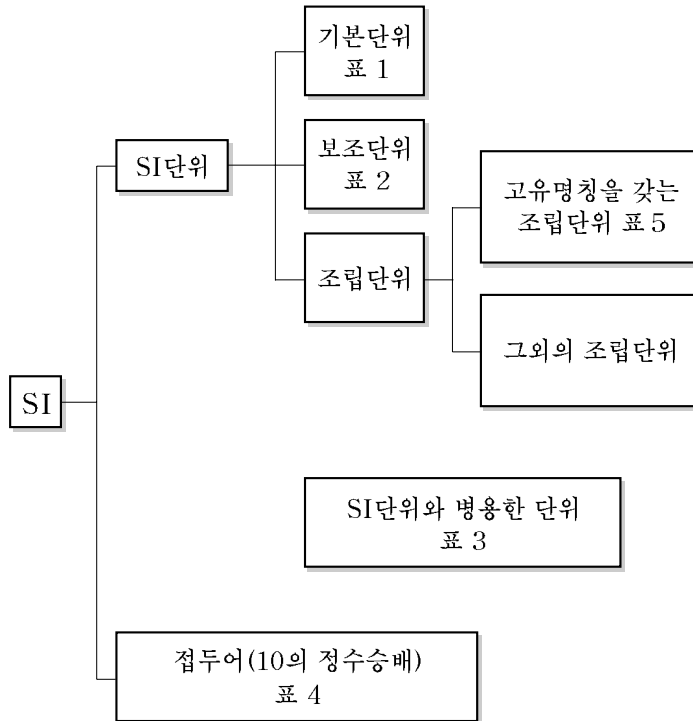 기본단위
표 1
SI단위
보조단위
표 2
고유명칭을 갖는
조립단위 표 5
조립단위
그외의 조립단위
SI
SI단위와 병용한 단위
표 3
접두어(10의 정수승배)
표 4